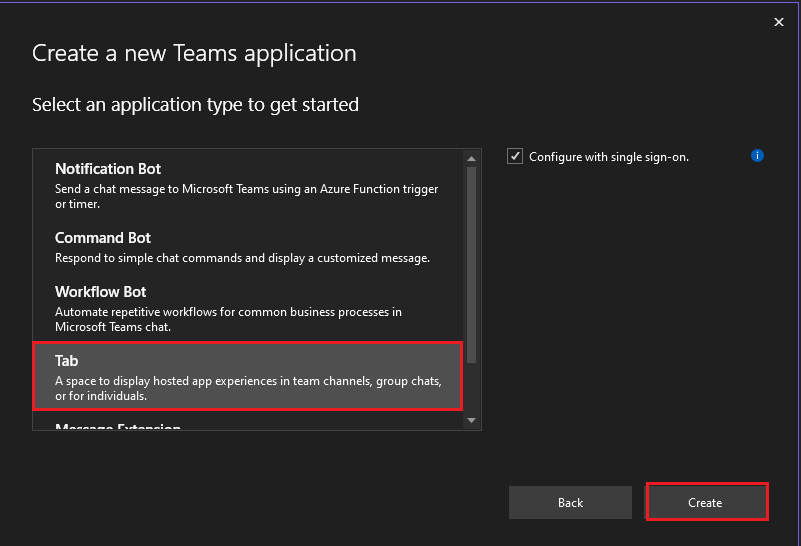 Create a new Teams application
Select an application type to get started
Notification Bot
Send a chat message to Microsoft Teams using an Azure Function trigger
or timer.
Command Bot
Respond to simple chat commands and display a customized message.
Workflow Bot
Automate repetitive workflows for common business processes in
Microsoft Teams chat.
Tab
A space to display hosted app experiences in team channels, group chats,
or for individuals.
Message Extension
Configure with single sign-on.
Back
Create